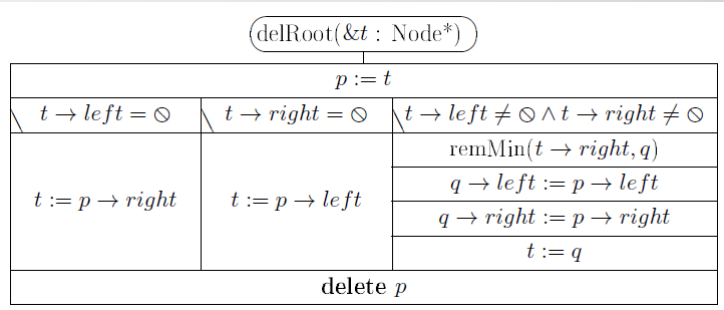 delRoot(&t : Node*)
p := t
t → left = ⦸
t → right = ⦸
t → left ≠ ⦸ ∧ t → right ≠ ⦸
t := p → right
t := p → left
remMin(t → right, q)
q → left := p → left
q → right := p → right
t := q
delete p